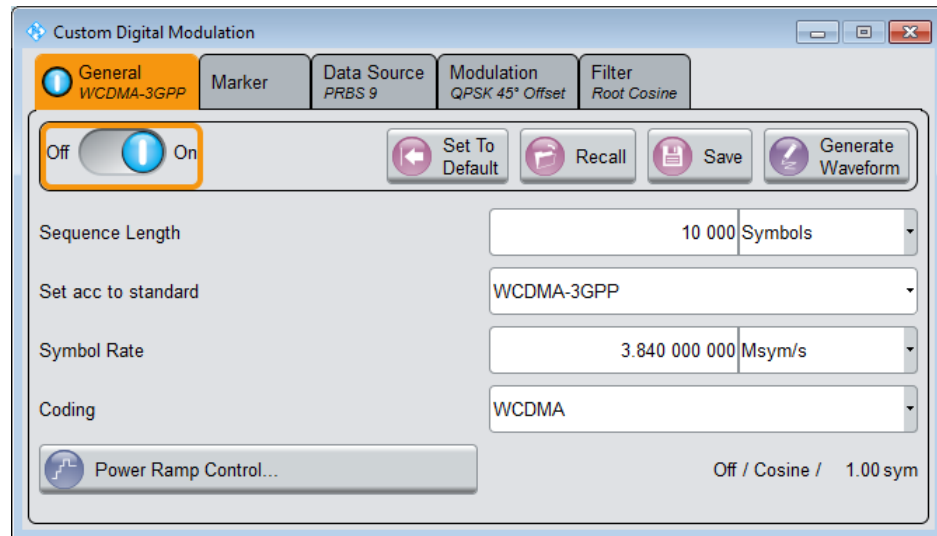 Custom Digital Modulation
General
WCDMA-3GPP
Marker
Data Source
PRBS 9
Modulation
QPSK 45° Offset
Filter
Root Cosine
Off On
Set To
Default
Recall
Save
Generate
Waveform
Sequence Length 10 000 Symbols
Set acc to standard WCDMA-3GPP
Symbol Rate 3.840 000 000 Msym/s
Coding WCDMA
Power Ramp Control... Off / Cosine / 1.00 sym